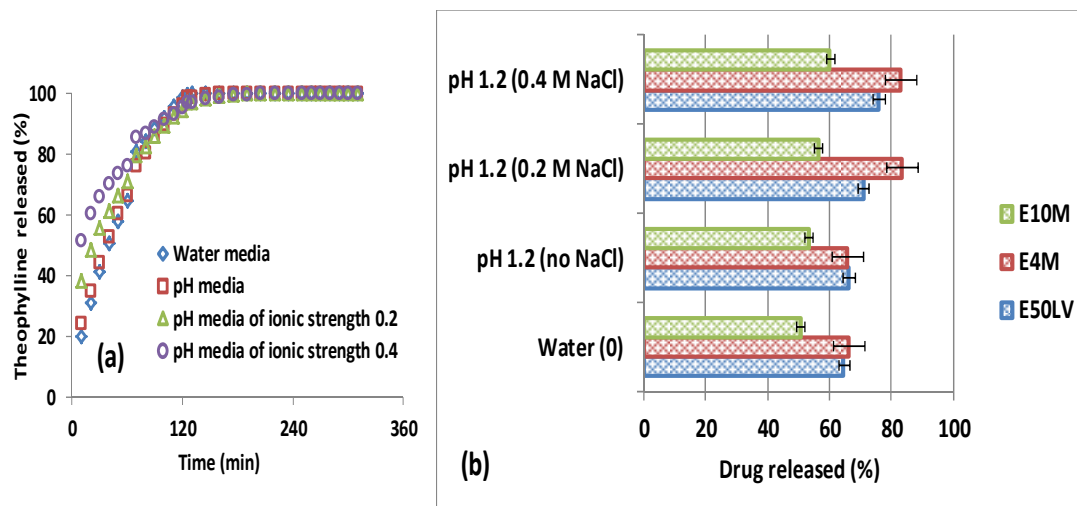 (a)
Theophylline released (%)
100
80
60
40
20
0
0 120 240 360
Time (min)
Water media
pH media
pH media of ionic strength 0.2
pH media of ionic strength 0.4
(b)
pH 1.2 (0.4 M NaCl)
pH 1.2 (0.2 M NaCl)
pH 1.2 (no NaCl)
Water (0)
0 20 40 60 80 100
Drug released (%)
E10M
E4M
E50LV